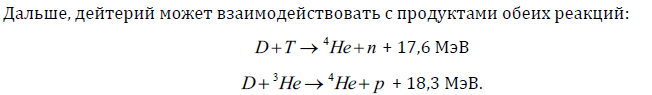 Дальше, дейтерий может взаимодействовать с продуктами обеих реакций:
D+T → ⁴He+n + 17,6 МэВ
D+³He → ⁴He+p + 18,3 МэВ.